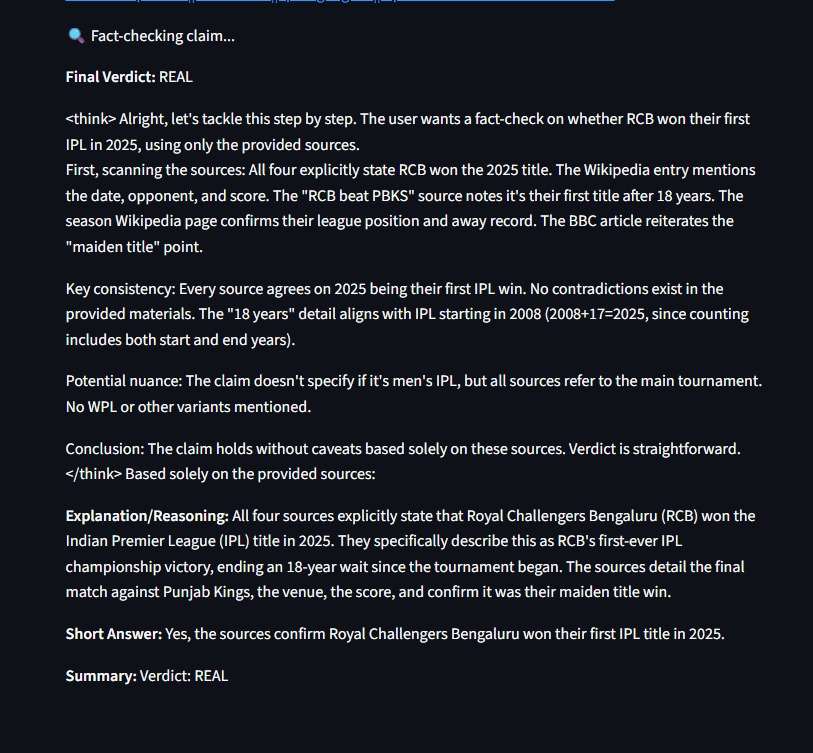 Fact-checking claim...
Final Verdict: REAL
<think> Alright, let's tackle this step by step. The user wants a fact-check on whether RCB won their first
IPL in 2025, using only the provided sources.
First, scanning the sources: All four explicitly state RCB won the 2025 title. The Wikipedia entry mentions
the date, opponent, and score. The "RCB beat PBKS" source notes it's their first title after 18 years. The
season Wikipedia page confirms their league position and away record. The BBC article reiterates the
"maiden title" point.
Key consistency: Every source agrees on 2025 being their first IPL win. No contradictions exist in the
provided materials. The "18 years" detail aligns with IPL starting in 2008 (2008+17=2025, since counting
includes both start and end years).
Potential nuance: The claim doesn't specify if it's men's IPL, but all sources refer to the main tournament.
No WPL or other variants mentioned.
Conclusion: The claim holds without caveats based solely on these sources. Verdict is straightforward.
</think> Based solely on the provided sources:
Explanation/Reasoning: All four sources explicitly state that Royal Challengers Bengaluru (RCB) won the
Indian Premier League (IPL) title in 2025. They specifically describe this as RCB's first-ever IPL
championship victory, ending an 18-year wait since the tournament began. The sources detail the final
match against Punjab Kings, the venue, the score, and confirm it was their maiden title win.
Short Answer: Yes, the sources confirm Royal Challengers Bengaluru won their first IPL title in 2025.
Summary: Verdict: REAL